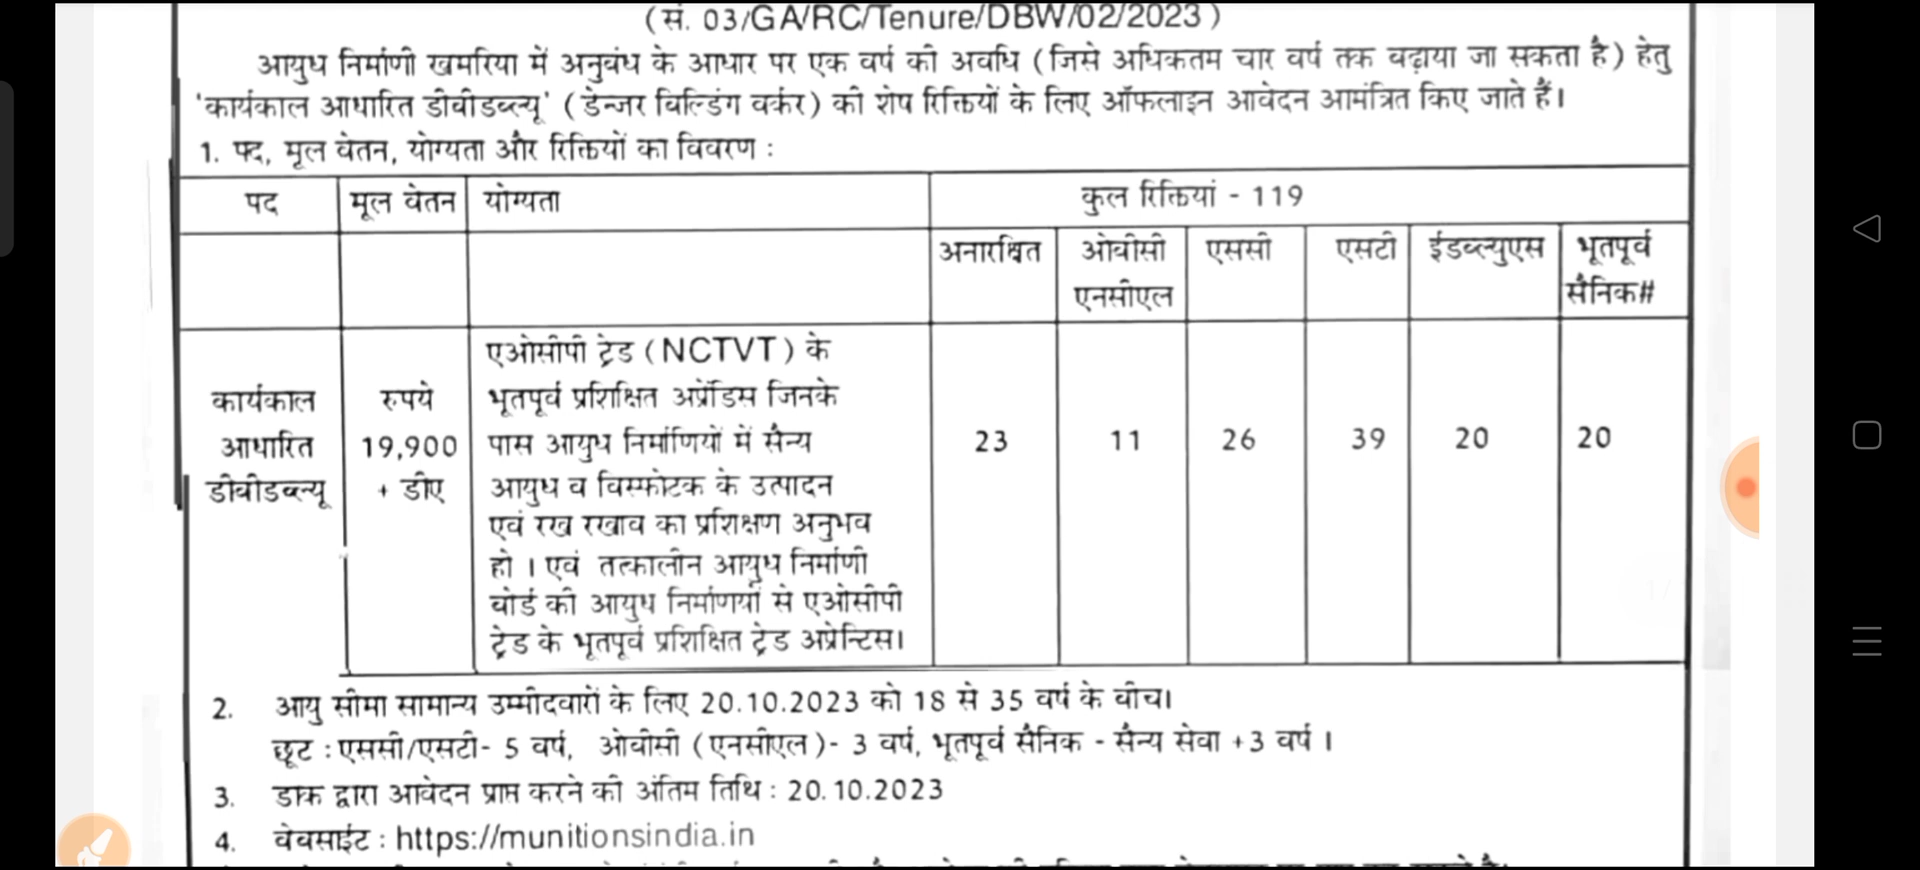 (सं. 03/GA/RC/Tenure/DBW/02/2023)
आयुध निर्माणी खमरिया में अनुबंध के आधार पर एक वर्ष की अवधि (जिसे अधिकतम चार वर्ष तक बढ़ाया जा सकता है) हेतु
'कार्यकाल आधारित डीबीडब्ल्यू' (डेन्जर बिल्डिंग वर्कर) की शेष रिक्तियों के लिए ऑफलाइन आवेदन आमंत्रित किए जाते हैं।
1. पद, मूल वेतन, योग्यता और रिक्तियों का विवरण :
पद मूल वेतन योग्यता कुल रिक्तियां - 119
अनारक्षित ओबीसी एससी एसटी ईडब्ल्युएस भूतपूर्व
एनसीएल सैनिक#
एओसीपी ट्रेड (NCTVT) के
कार्यकाल रुपये भूतपूर्व प्रशिक्षित अप्रेंडिस जिनके
आधारित 19,900 पास आयुध निर्माणियों में सैन्य 23 11 26 39 20 20
डीबीडब्ल्यू + डीए आयुध व विस्फोटक के उत्पादन
एवं रख रखाव का प्रशिक्षण अनुभव
हो । एवं तत्कालीन आयुध निर्माणी
बोर्ड की आयुध निर्माणयों से एओसीपी
ट्रेड के भूतपूर्व प्रशिक्षित ट्रेड अप्रेन्टिस।
2. आयु सीमा सामान्य उम्मीदवारों के लिए 20.10.2023 को 18 से 35 वर्ष के बीच।
छूट : एससी/एसटी- 5 वर्ष, ओबीसी (एनसीएल)- 3 वर्ष, भूतपूर्व सैनिक - सैन्य सेवा +3 वर्ष ।
3. डाक द्वारा आवेदन प्राप्त करने की अंतिम तिथि : 20.10.2023
4. वेबसाईट : https://munitionsindia.in